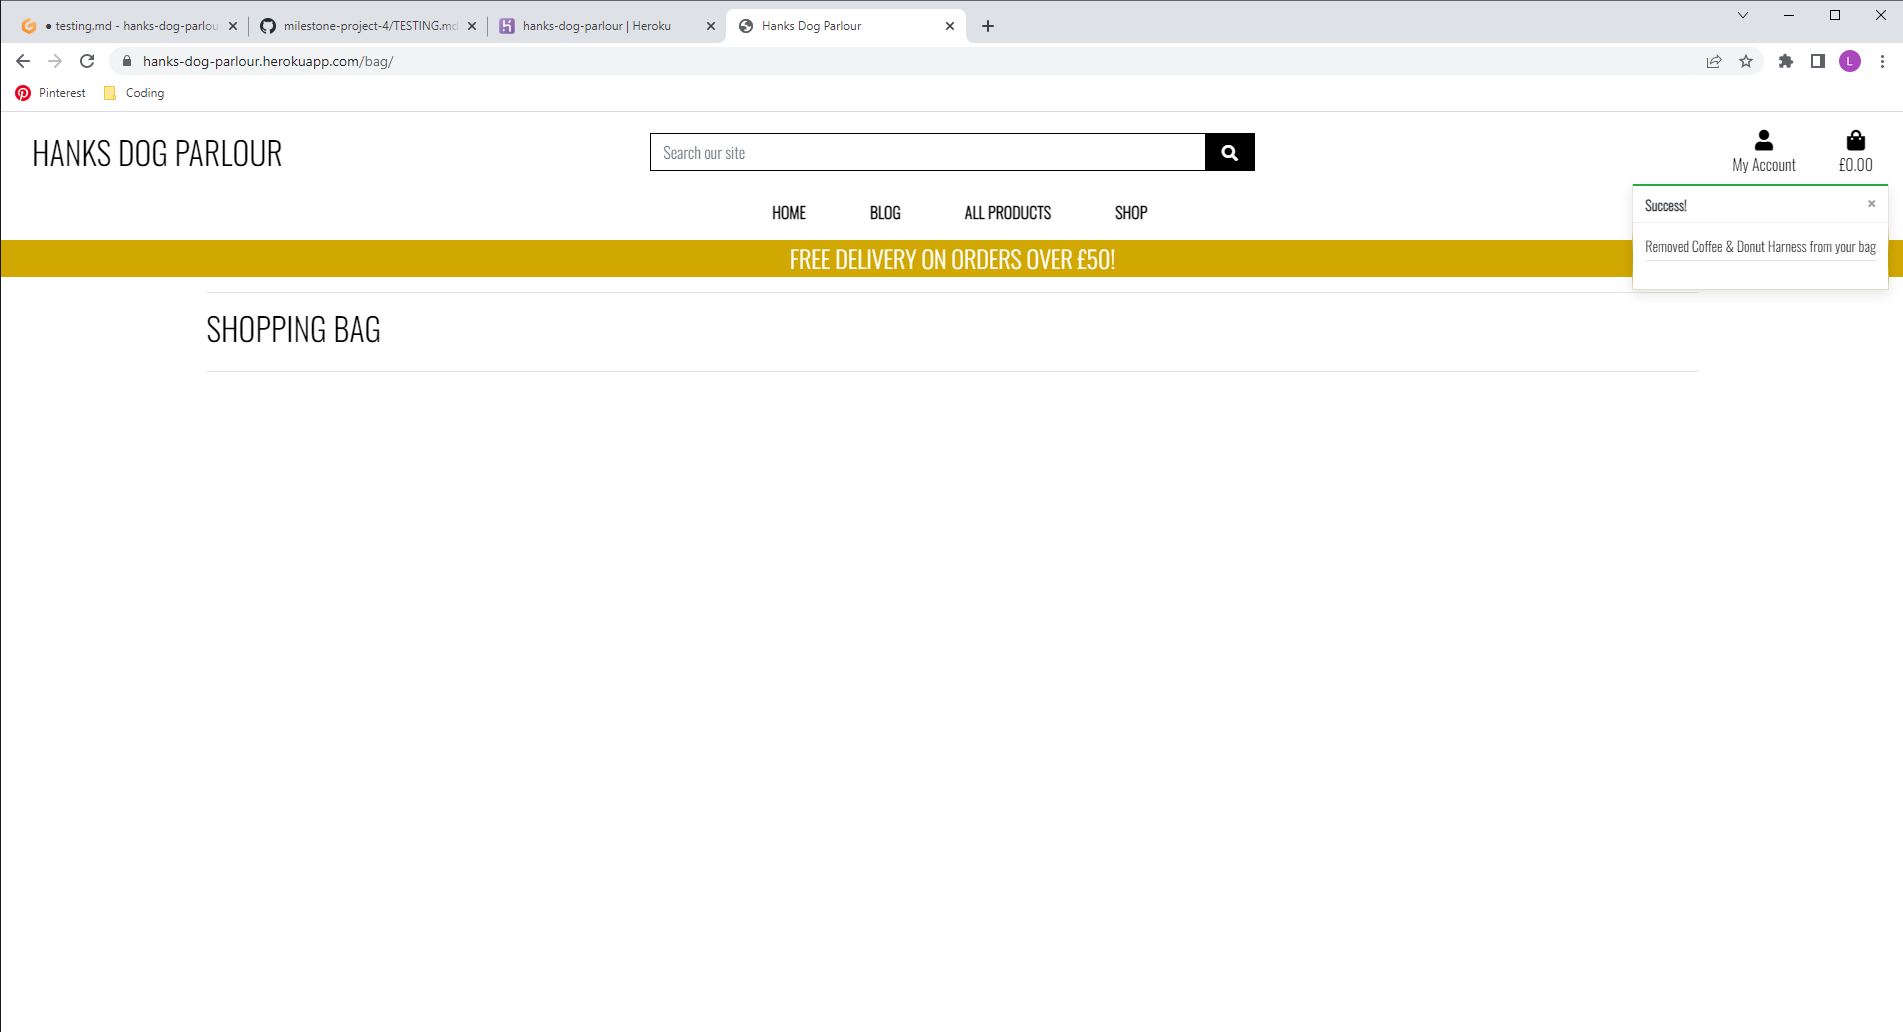 testing.md - hanks-dog-parlou
milestone-project-4/TESTING.md
hanks-dog-parlour | Heroku
Hanks Dog Parlour
hanks-dog-parlour.herokuapp.com/bag/
L
Pinterest
Coding
HANKS DOG PARLOUR
Search our site
My Account
£0.00
HOME
BLOG
ALL PRODUCTS
SHOP
Success!
×
Removed Coffee & Donut Harness from your bag
FREE DELIVERY ON ORDERS OVER £50!
SHOPPING BAG